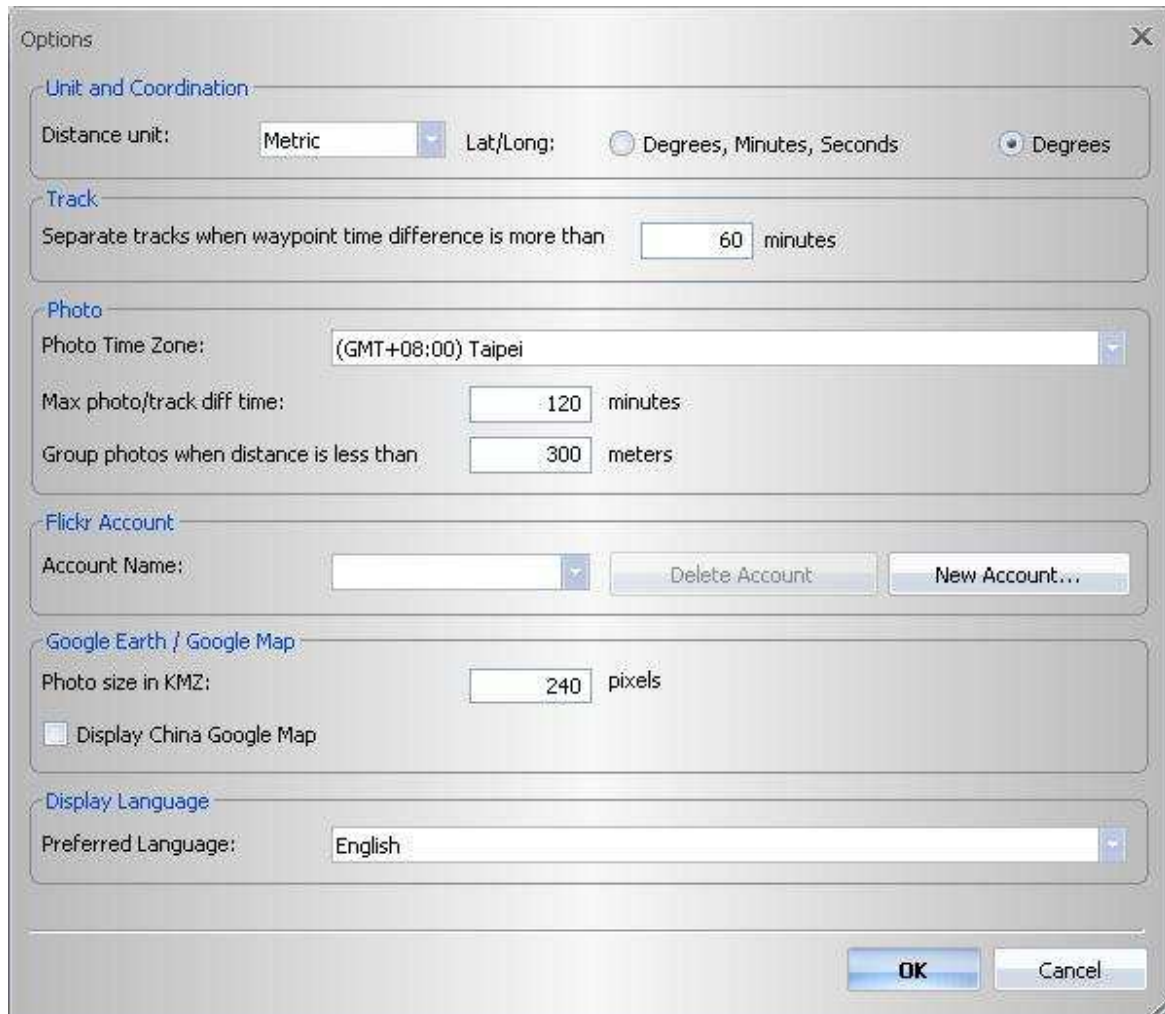 Options
Unit and Coordination
Distance unit: Metric Lat/Long: Degrees, Minutes, Seconds Degrees
Track
Separate tracks when waypoint time difference is more than 60 minutes
Photo
Photo Time Zone: (GMT+08:00) Taipei
Max photo/track diff time: 120 minutes
Group photos when distance is less than 300 meters
Flickr Account
Account Name: Delete Account New Account...
Google Earth / Google Map
Photo size in KMZ: 240 pixels
Display China Google Map
Display Language
Preferred Language: English
OK Cancel